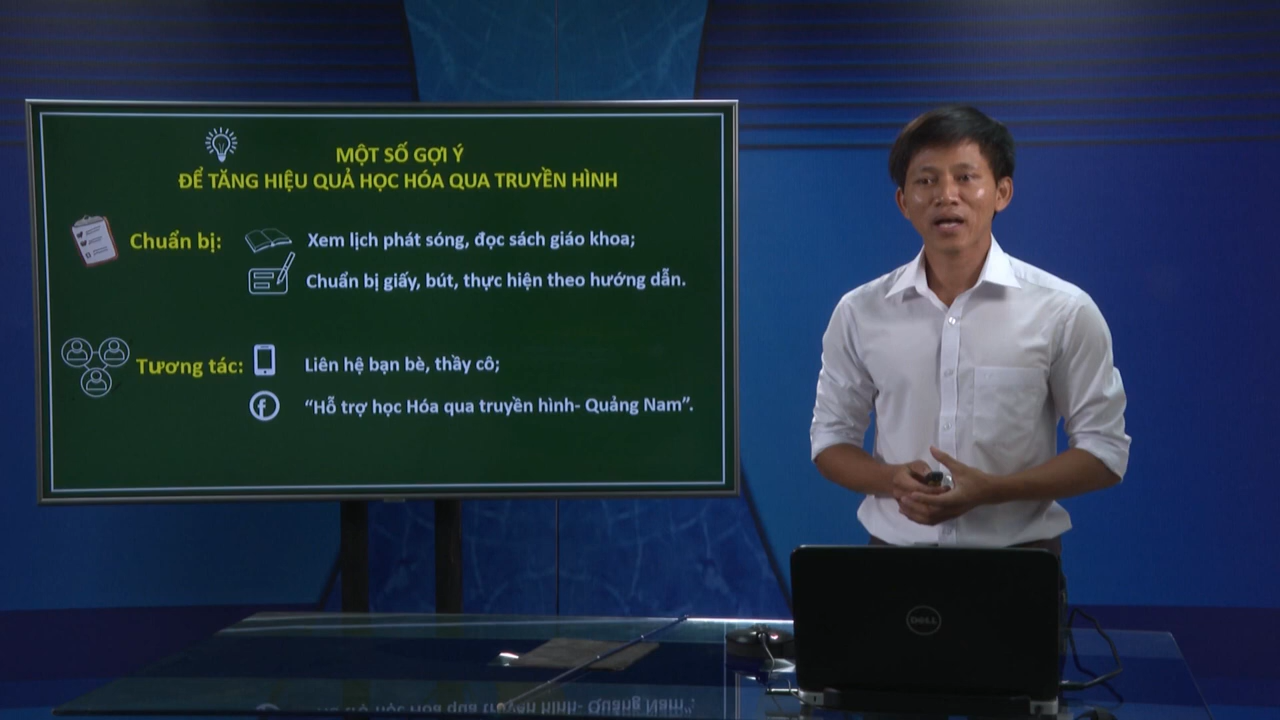 MỘT SỐ GỢI Ý
ĐỂ TĂNG HIỆU QUẢ HỌC HÓA QUA TRUYỀN HÌNH
Chuẩn bị: Xem lịch phát sóng, đọc sách giáo khoa;
Chuẩn bị giấy, bút, thực hiện theo hướng dẫn.
Tương tác: Liên hệ bạn bè, thầy cô;
“Hỗ trợ học Hóa qua truyền hình- Quảng Nam”.
DELL